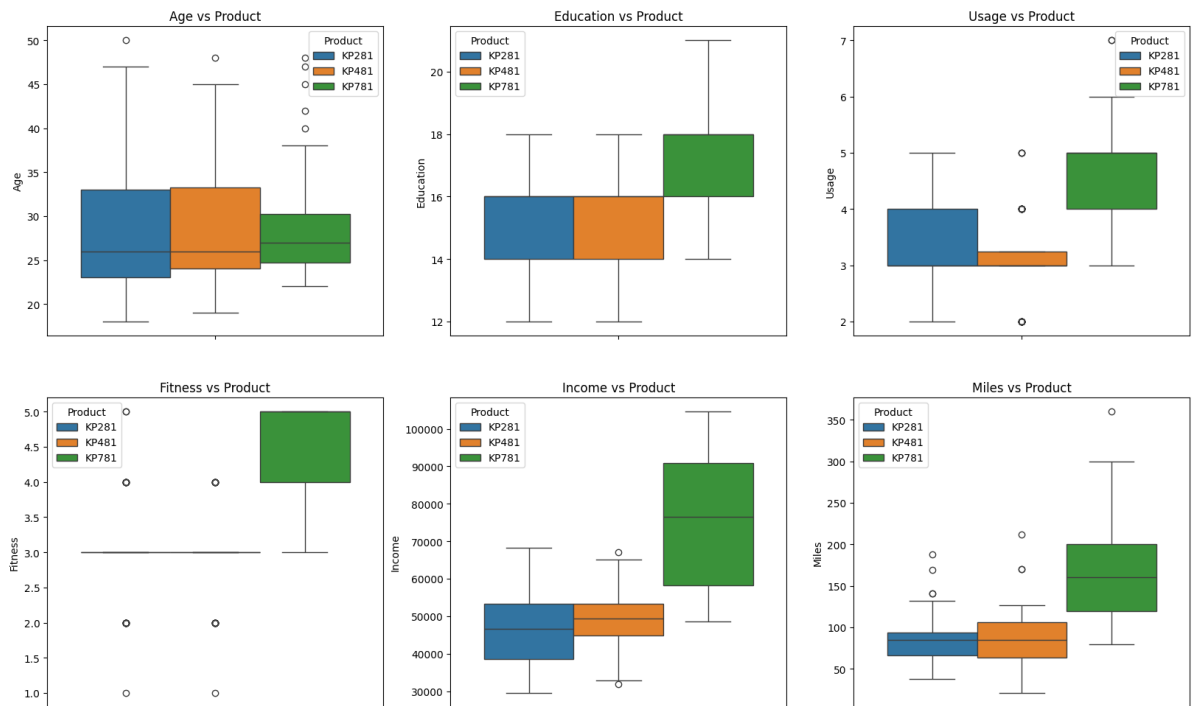 Age vs Product
50
45
40
35
30
25
20
Age
Product
KP281
KP481
KP781
Education vs Product
20
18
16
14
12
Education
Product
KP281
KP481
KP781
Usage vs Product
7
6
5
4
3
2
Usage
Product
KP281
KP481
KP781
Fitness vs Product
5.0
4.5
4.0
3.5
3.0
2.5
2.0
1.5
1.0
Fitness
Product
KP281
KP481
KP781
Income vs Product
100000
90000
80000
70000
60000
50000
40000
30000
Income
Product
KP281
KP481
KP781
Miles vs Product
350
300
250
200
150
100
50
Miles
Product
KP281
KP481
KP781